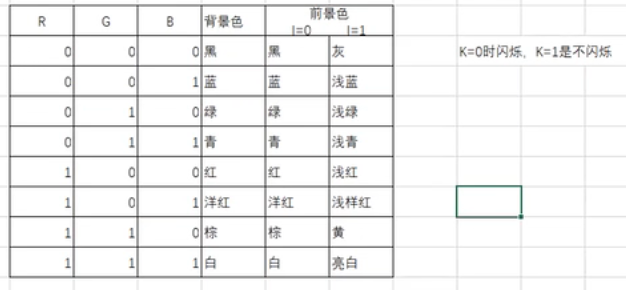 R G B 背景色 前景色
I=0 I=1
0 0 0 黑 黑 灰 K=0时闪烁，K=1是不闪烁
0 0 1 蓝 蓝 浅蓝
0 1 0 绿 绿 浅绿
0 1 1 青 青 浅青
1 0 0 红 红 浅红
1 0 1 洋红 洋红 浅样红
1 1 0 棕 棕 黄
1 1 1 白 白 亮白